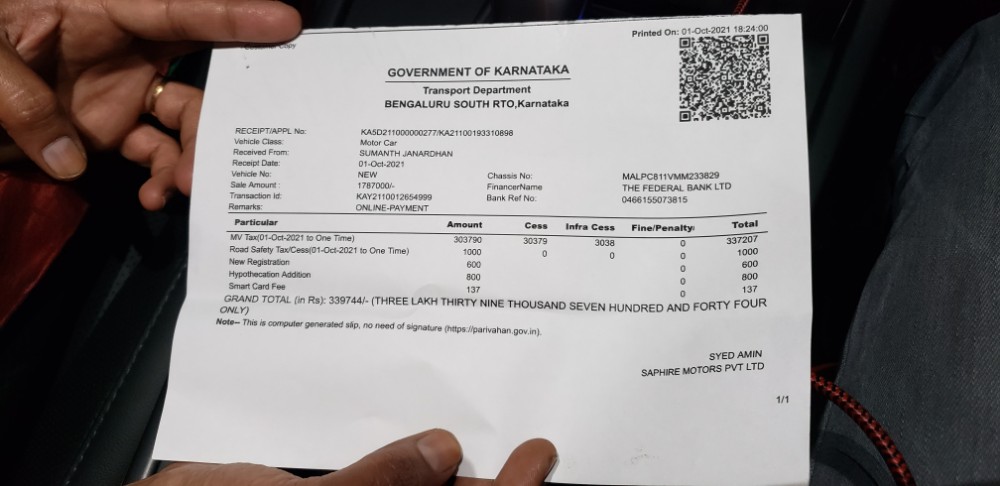 Customer Copy
Printed On: 01-Oct-2021 18:24:00
GOVERNMENT OF KARNATAKA
Transport Department
BENGALURU SOUTH RTO,Karnataka
RECEIPT/APPL No: KA5D211000000277/KA21100193310898
Vehicle Class: Motor Car
Received From: SUMANTH JANARDHAN
Receipt Date: 01-Oct-2021
Vehicle No: NEW Chassis No: MALPC811VMM233829
Sale Amount : 1787000/- FinancerName THE FEDERAL BANK LTD
Transaction Id: KAY2110012654999 Bank Ref No: 0466155073815
Remarks: ONLINE-PAYMENT
Particular Amount Cess Infra Cess Fine/Penalty Total
MV Tax(01-Oct-2021 to One Time) 303790 30379 3038 0 337207
Road Safety Tax/Cess(01-Oct-2021 to One Time) 1000 0 0 0 1000
New Registration 600 0 600
Hypothecation Addition 800 0 800
Smart Card Fee 137 0 137
GRAND TOTAL (in Rs): 339744/- (THREE LAKH THIRTY NINE THOUSAND SEVEN HUNDRED AND FORTY FOUR
ONLY)
Note-- This is computer generated slip, no need of signature (https://parivahan.gov.in).
SYED AMIN
SAPHIRE MOTORS PVT LTD
1/1